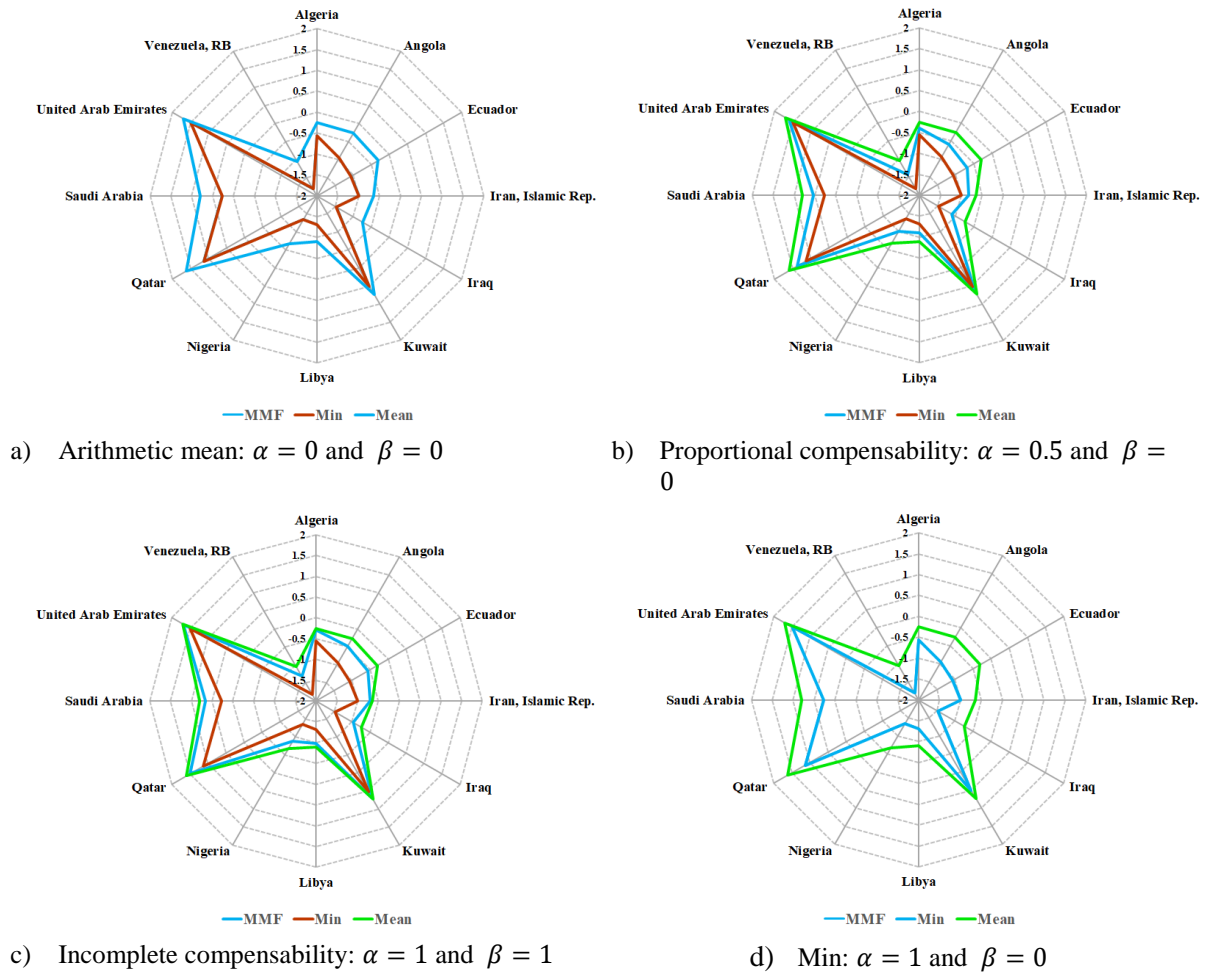 Algeria
2
Venezuela, RB
1.5
Angola
1
United Arab Emirates
0.5
Ecuador
0
-0.5
-1
-1.5
Saudi Arabia
-2
Iran, Islamic Rep.
Qatar
Iraq
Nigeria
Kuwait
Libya
MMF Min Mean
a) Arithmetic mean: α = 0 and β = 0
Algeria
2
Venezuela, RB
1.5
Angola
1
United Arab Emirates
0.5
Ecuador
0
-0.5
-1
-1.5
Saudi Arabia
-2
Iran, Islamic Rep.
Qatar
Iraq
Nigeria
Kuwait
Libya
MMF Min Mean
b) Proportional compensability: α = 0.5 and β =
0
Algeria
2
Venezuela, RB
1.5
Angola
1
United Arab Emirates
0.5
Ecuador
0
-0.5
-1
-1.5
Saudi Arabia
-2
Iran, Islamic Rep.
Qatar
Iraq
Nigeria
Kuwait
Libya
MMF Min Mean
c) Incomplete compensability: α = 1 and β = 1
Algeria
2
Venezuela, RB
1.5
Angola
1
United Arab Emirates
0.5
Ecuador
0
-0.5
-1
-1.5
Saudi Arabia
-2
Iran, Islamic Rep.
Qatar
Iraq
Nigeria
Kuwait
Libya
MMF Min Mean
d) Min: α = 1 and β = 0